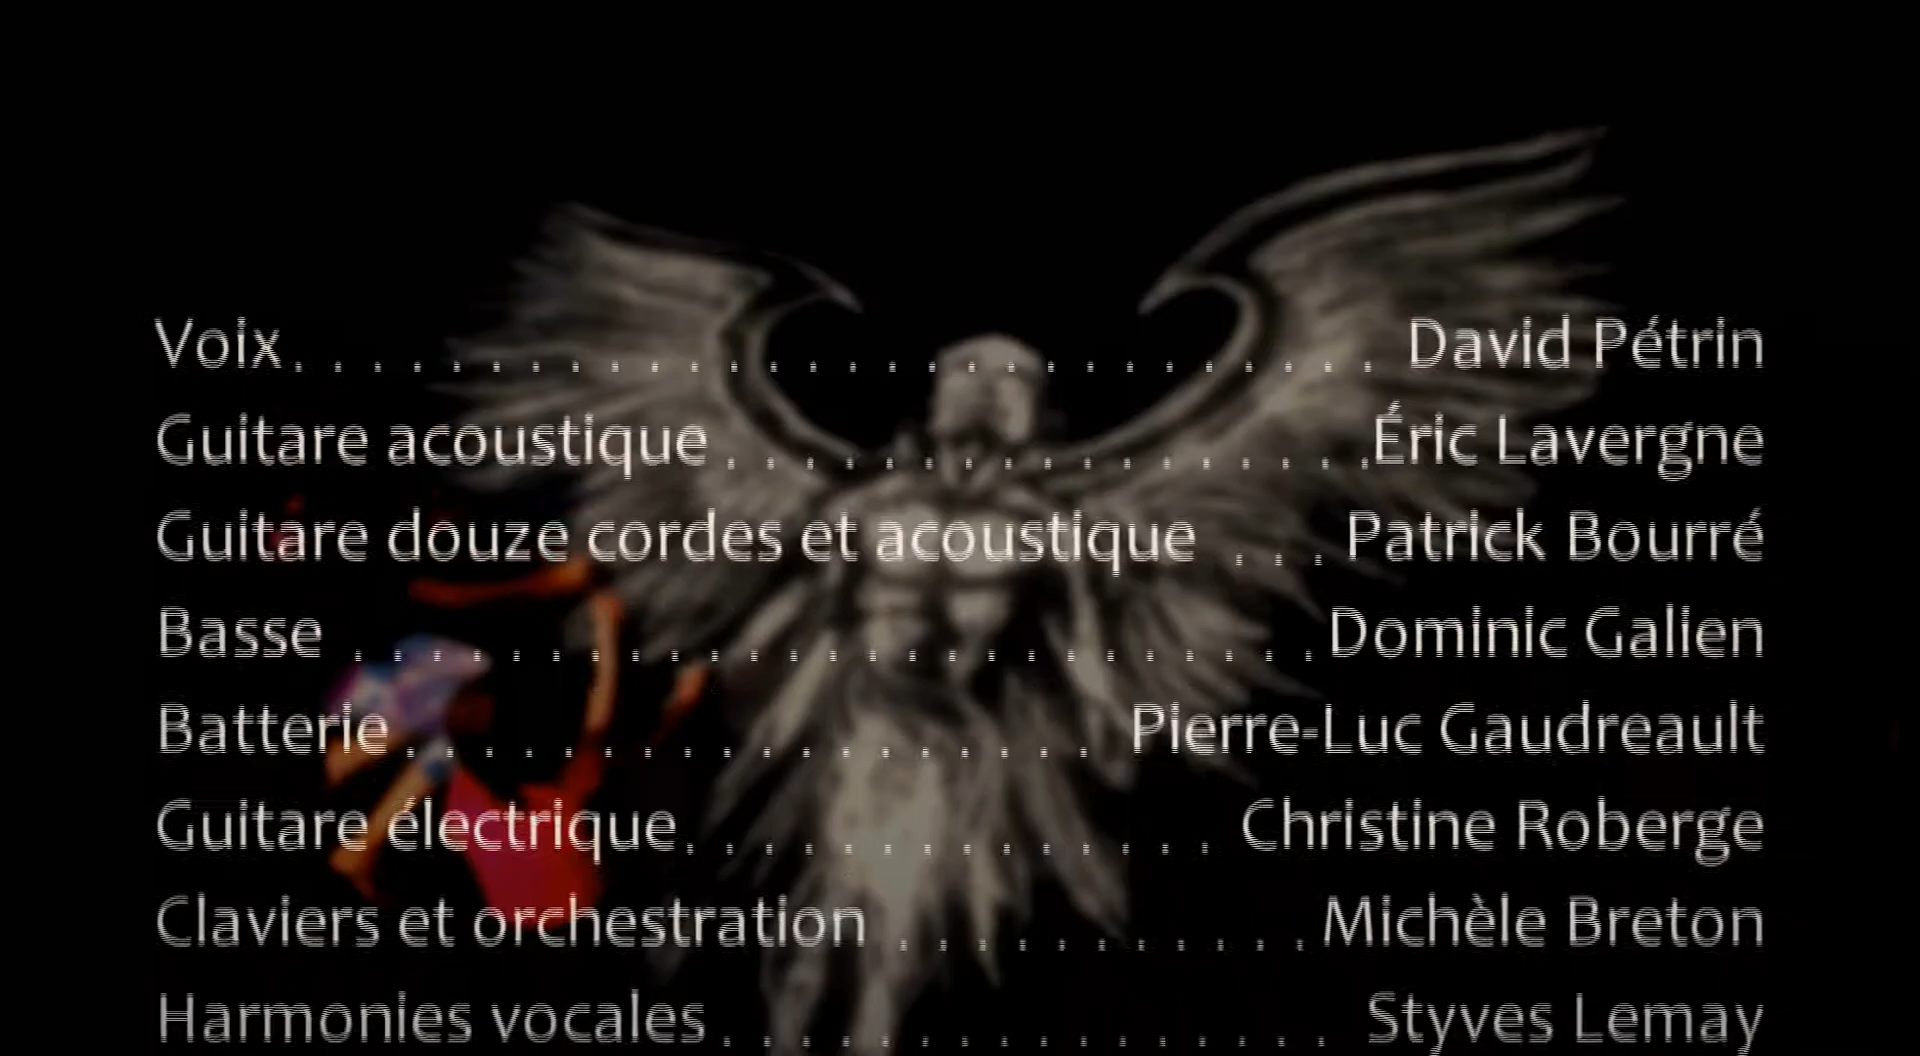 Voix . . . . . . . . . . . . . . . . . . . . . . . . . . . . David Pétrin
Guitare acoustique . . . . . . . . . . . . . . . . . Éric Lavergne
Guitare douze cordes et acoustique . . . Patrick Bourré
Basse . . . . . . . . . . . . . . . . . . . . . . . . . Dominic Galien
Batterie . . . . . . . . . . . . . . . . . . Pierre-Luc Gaudreault
Guitare électrique . . . . . . . . . . . . . . Christine Roberge
Claviers et orchestration . . . . . . . . . . . Michèle Breton
Harmonies vocales . . . . . . . . . . . . . . . . Styves Lemay